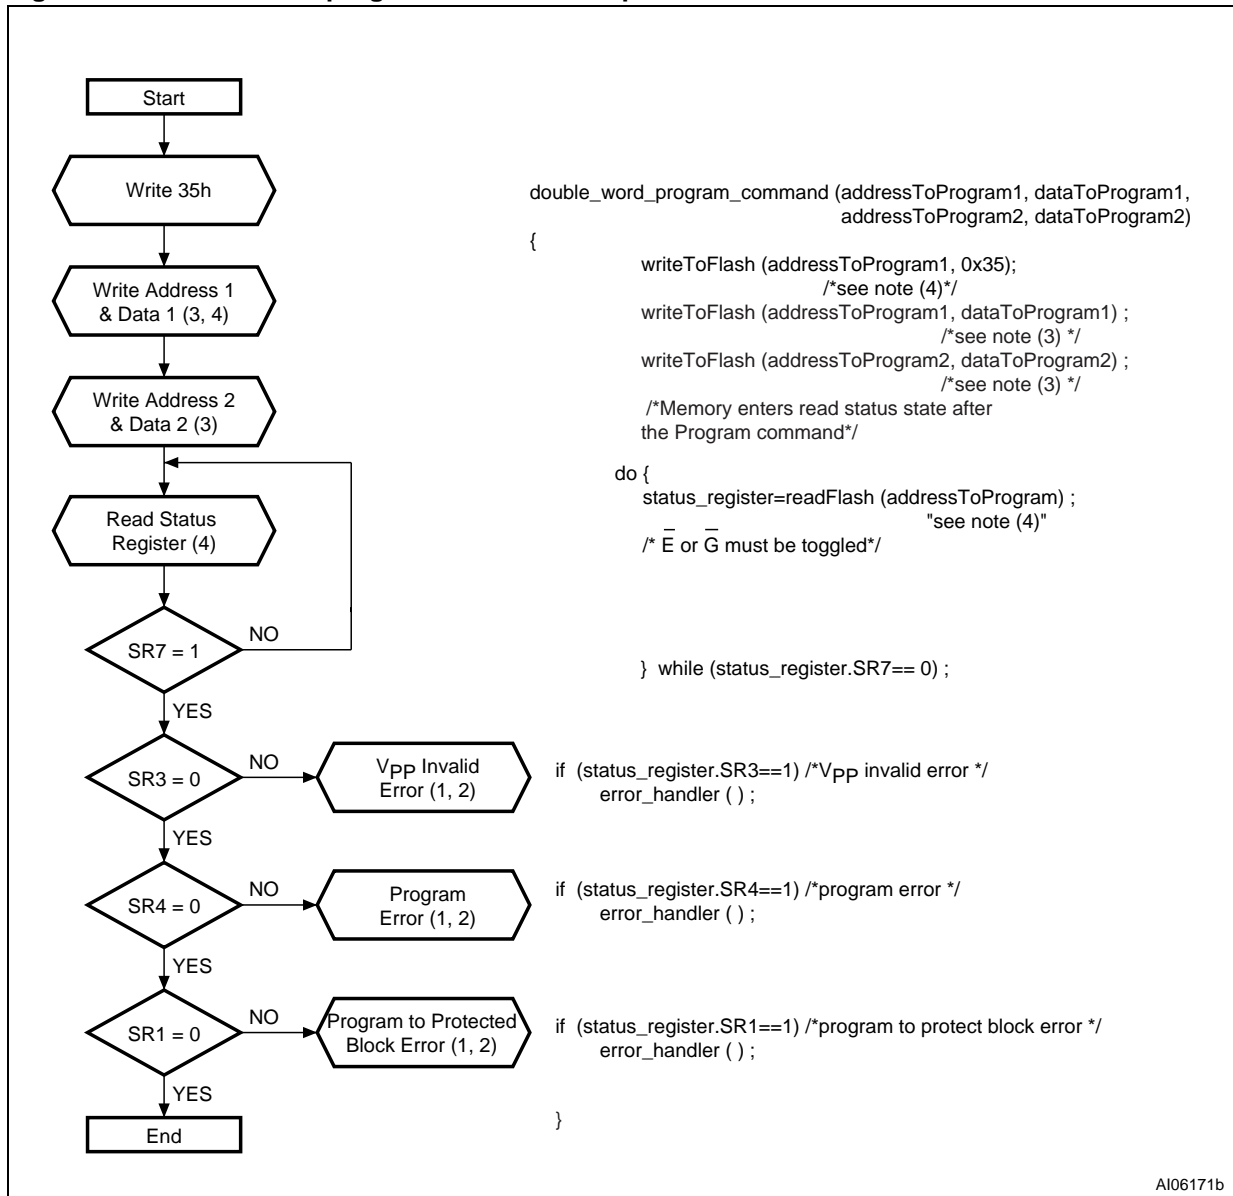 Start
Write 35h
Write Address 1
& Data 1 (3, 4)
Write Address 2
& Data 2 (3)
Read Status
Register (4)
SR7 = 1
NO
YES
SR3 = 0
NO
VPP Invalid
Error (1, 2)
YES
SR4 = 0
NO
Program
Error (1, 2)
YES
SR1 = 0
NO
Program to Protected
Block Error (1, 2)
YES
End
double_word_program_command (addressToProgram1, dataToProgram1,
addressToProgram2, dataToProgram2)
{
writeToFlash (addressToProgram1, 0x35);
/*see note (4)*/
writeToFlash (addressToProgram1, dataToProgram1) ;
/*see note (3) */
writeToFlash (addressToProgram2, dataToProgram2) ;
/*see note (3) */
/*Memory enters read status state after
the Program command*/
do {
status_register=readFlash (addressToProgram) ;
"see note (4)"
/* E̅ or G̅ must be toggled*/
} while (status_register.SR7== 0) ;
if (status_register.SR3==1) /*VPP invalid error */
error_handler ( ) ;
if (status_register.SR4==1) /*program error */
error_handler ( ) ;
if (status_register.SR1==1) /*program to protect block error */
error_handler ( ) ;
}
AI06171b